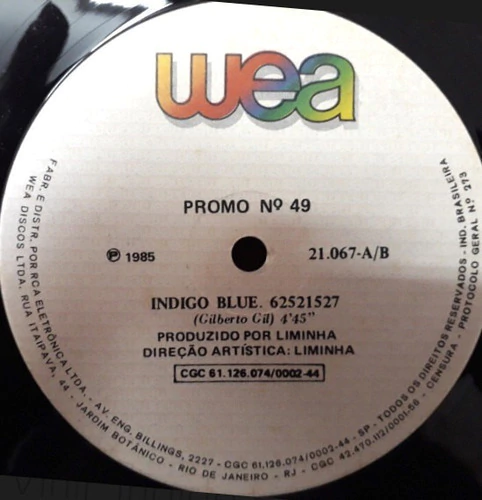 wea
PROMO Nº 49
℗ 1985
21.067-A/B
INDIGO BLUE. 62521527
(Gilberto Gil) 4'45"
PRODUZIDO POR LIMINHA
DIREÇÃO ARTÍSTICA: LIMINHA
CGC 61.126.074/0002-44
FABR. E DISTR. POR RCA ELETRÔNICA LTDA. - AV. ENG. BILLINGS, 2227 - CGC 61.126.074/0002-44 - SP - TODOS OS DIREITOS RESERVADOS - IND. BRASILEIRA
WEA DISCOS LTDA. RUA ITAIPAVA, 44 - JARDIM BOTÂNICO - RIO DE JANEIRO - RJ - CGC 42.470.112/0001-56 - CENSURA - PROTOCOLO GERAL Nº 273